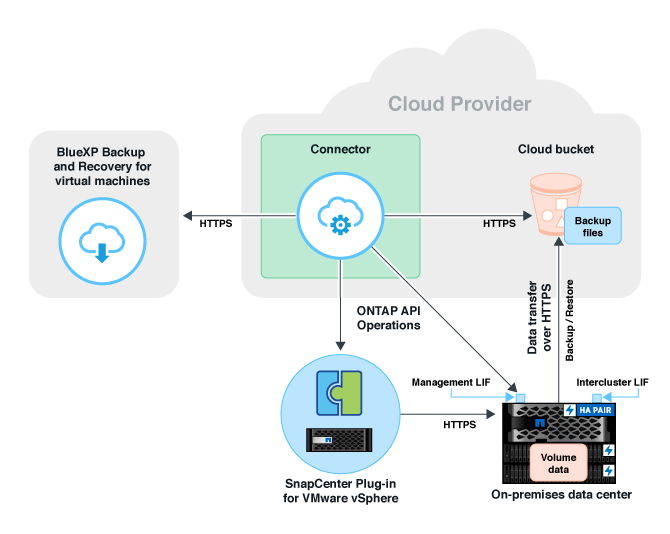 Cloud Provider
BlueXP Backup
and Recovery for
virtual machines
Connector
Cloud bucket
HTTPS
HTTPS
Backup
files
ONTAP API
Operations
Data transfer
over HTTPS
Backup / Restore
Management LIF
Intercluster LIF
HTTPS
HA PAIR
Volume
data
SnapCenter Plug-in
for VMware vSphere
On-premises data center